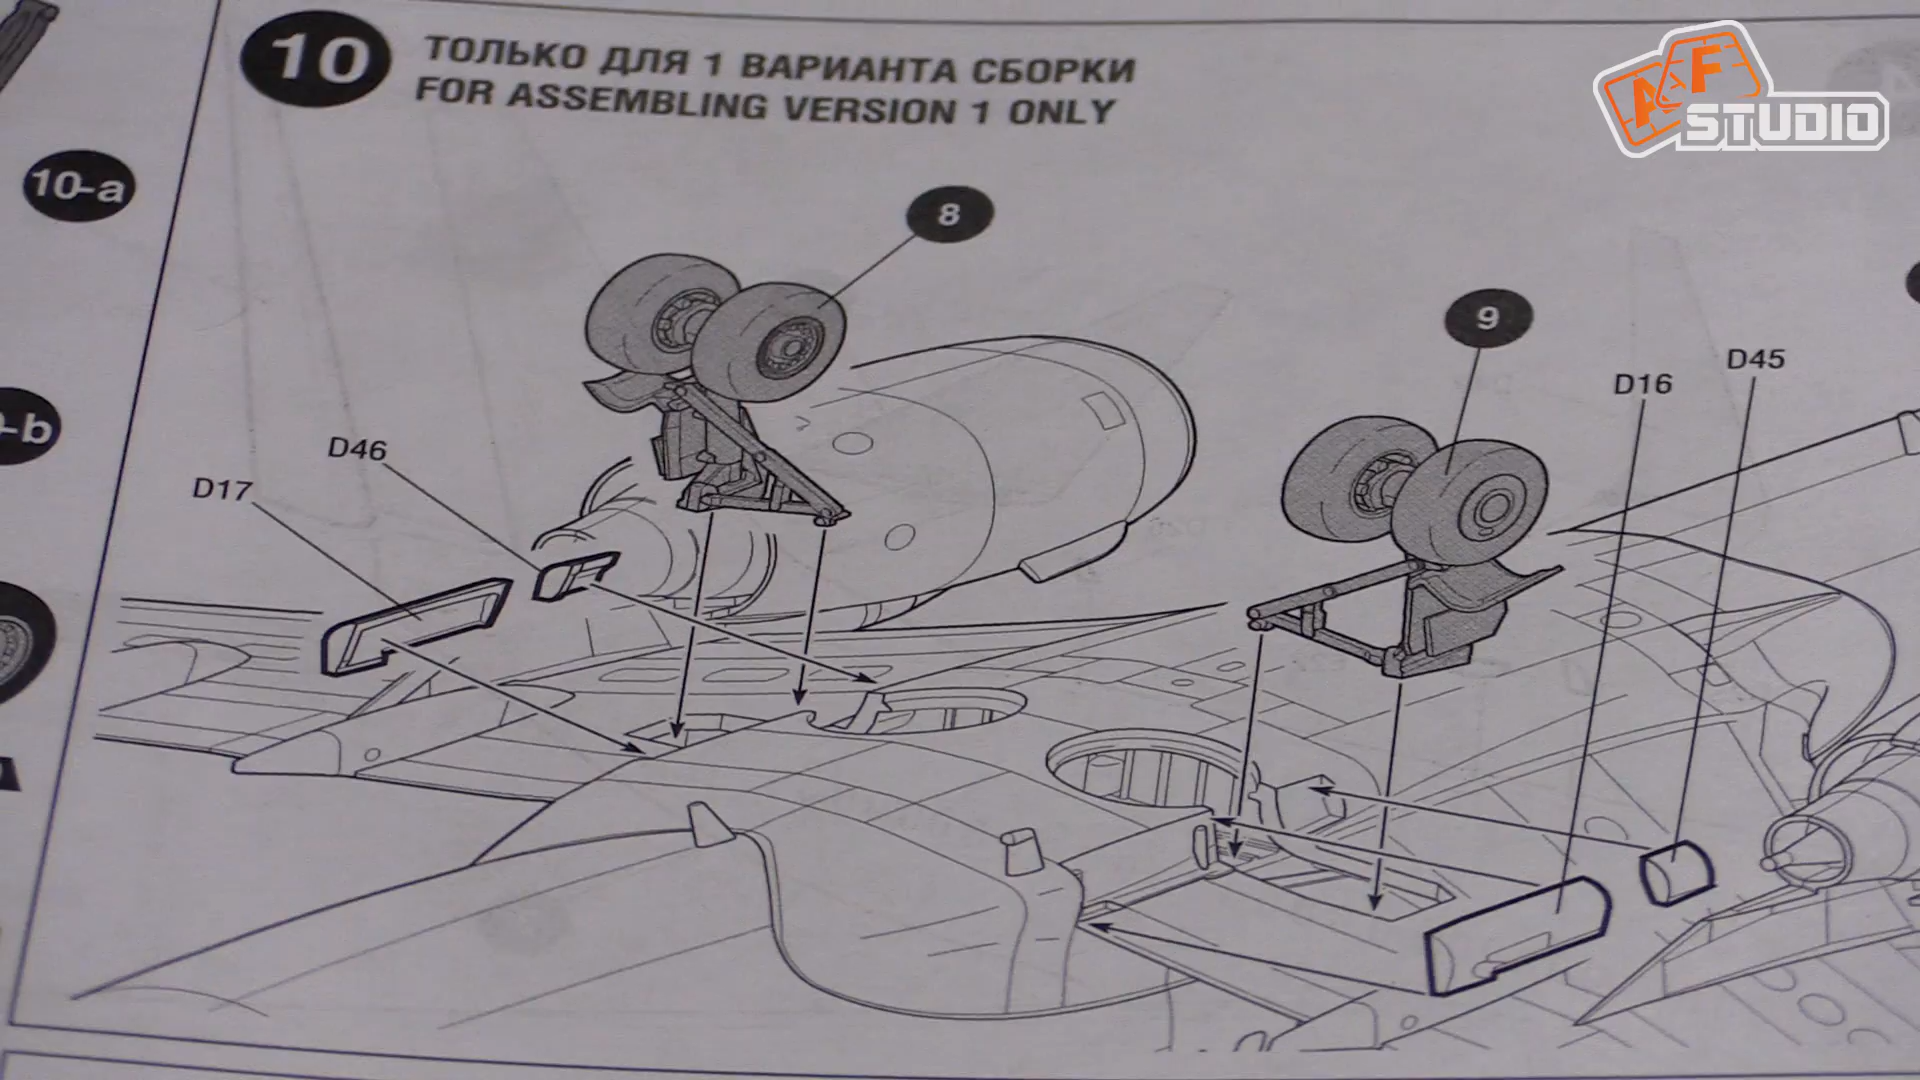 10
ТОЛЬКО ДЛЯ 1 ВАРИАНТА СБОРКИ
FOR ASSEMBLING VERSION 1 ONLY
AF
STUDIO
10-a
8
9
D16
D45
-b
D46
D17